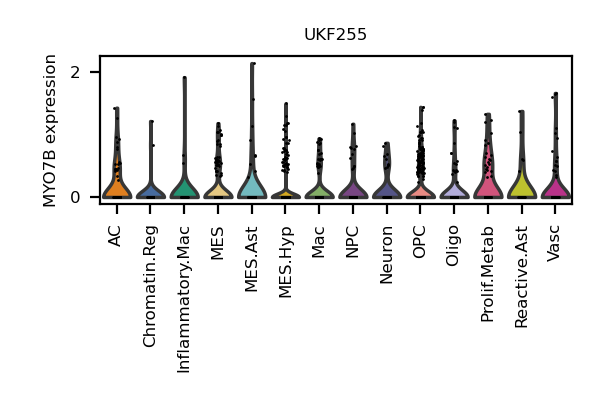 UKF255
MYO7B expression
2
0
AC
Chromatin.Reg
Inflammatory.Mac
MES
MES.Ast
MES.Hyp
Mac
NPC
Neuron
OPC
Oligo
Prolif.Metab
Reactive.Ast
Vasc